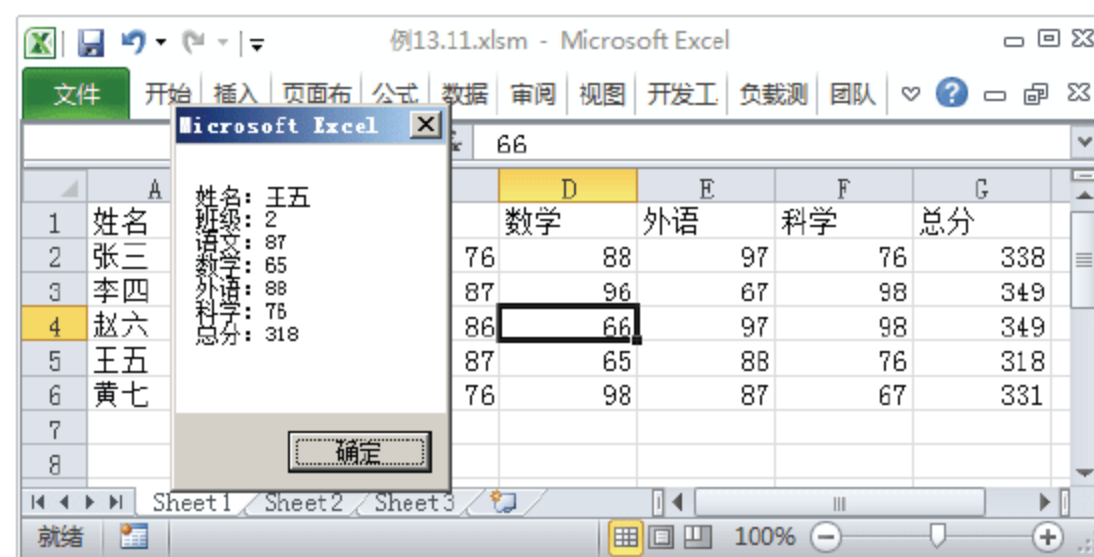 例13.11.xlsm - Microsoft Excel
文件 开始 插入 页面布 公式 数据 审阅 视图 开发工 负载测 团队
66
A D E F G
1 姓名 数学 外语 科学 总分
2 张三 76 88 97 76 338
3 李四 87 96 67 98 349
4 赵六 86 66 97 98 349
5 王五 87 65 88 76 318
6 黄七 76 98 87 67 331
7
8
Microsoft Excel
姓名: 王五
班级: 2
语文: 87
数学: 65
外语: 88
科学: 76
总分: 318
确定
Sheet1 Sheet2 Sheet3
就绪 100%